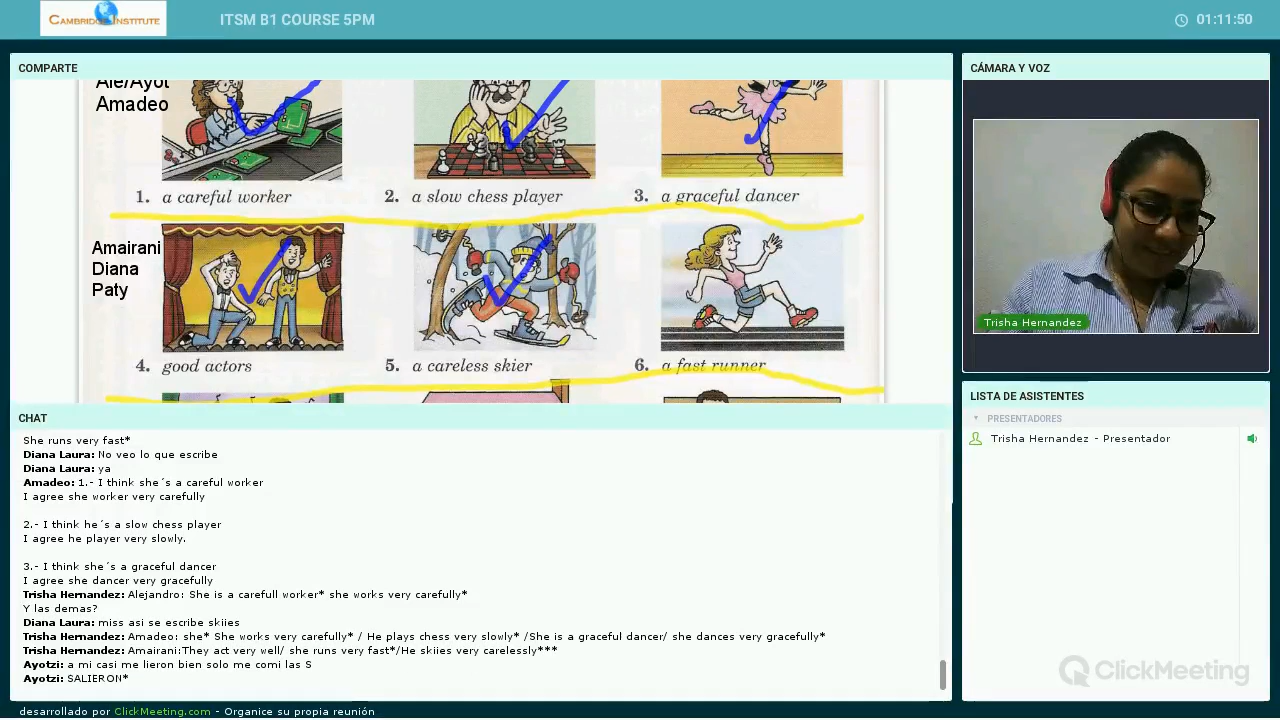 CAMBRIDGE INSTITUTE
ITSM B1 COURSE 5PM
01:11:50
COMPARTE
CÁMARA Y VOZ
Ale/Ayot
Amadeo
1. a careful worker
2. a slow chess player
3. a graceful dancer
Amairani
Diana
Paty
4. good actors
5. a careless skier
6. a fast runner
Trisha Hernandez
LISTA DE ASISTENTES
PRESENTADORES
Trisha Hernandez - Presentador
CHAT
She runs very fast*
Diana Laura: No veo lo que escribe
Diana Laura: ya
Amadeo: 1.- I think she´s a careful worker
I agree she worker very carefully
2.- I think he´s a slow chess player
I agree he player very slowly.
3.- I think she´s a graceful dancer
I agree she dancer very gracefully
Trisha Hernandez: Alejandro: She is a carefull worker* she works very carefully*
Y las demas?
Diana Laura: miss asi se escribe skiies
Trisha Hernandez: Amadeo: she* She works very carefully* / He plays chess very slowly* /She is a graceful dancer/ she dances very gracefully*
Trisha Hernandez: Amairani:They act very well/ she runs very fast*/He skiies very carelessly***
Ayotzi: a mi casi me lieron bien solo me comi las S
Ayotzi: SALIERON*
ClickMeeting
desarrollado por ClickMeeting.com - Organice su propia reunión